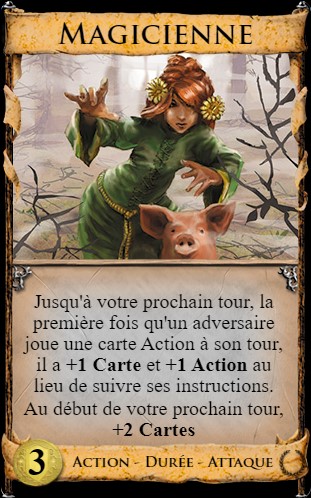 Magicienne
Jusqu'à votre prochain tour, la
première fois qu'un adversaire
joue une carte Action à son tour,
il a +1 Carte et +1 Action au
lieu de suivre ses instructions.
Au début de votre prochain tour,
+2 Cartes
3 Action - Durée - Attaque